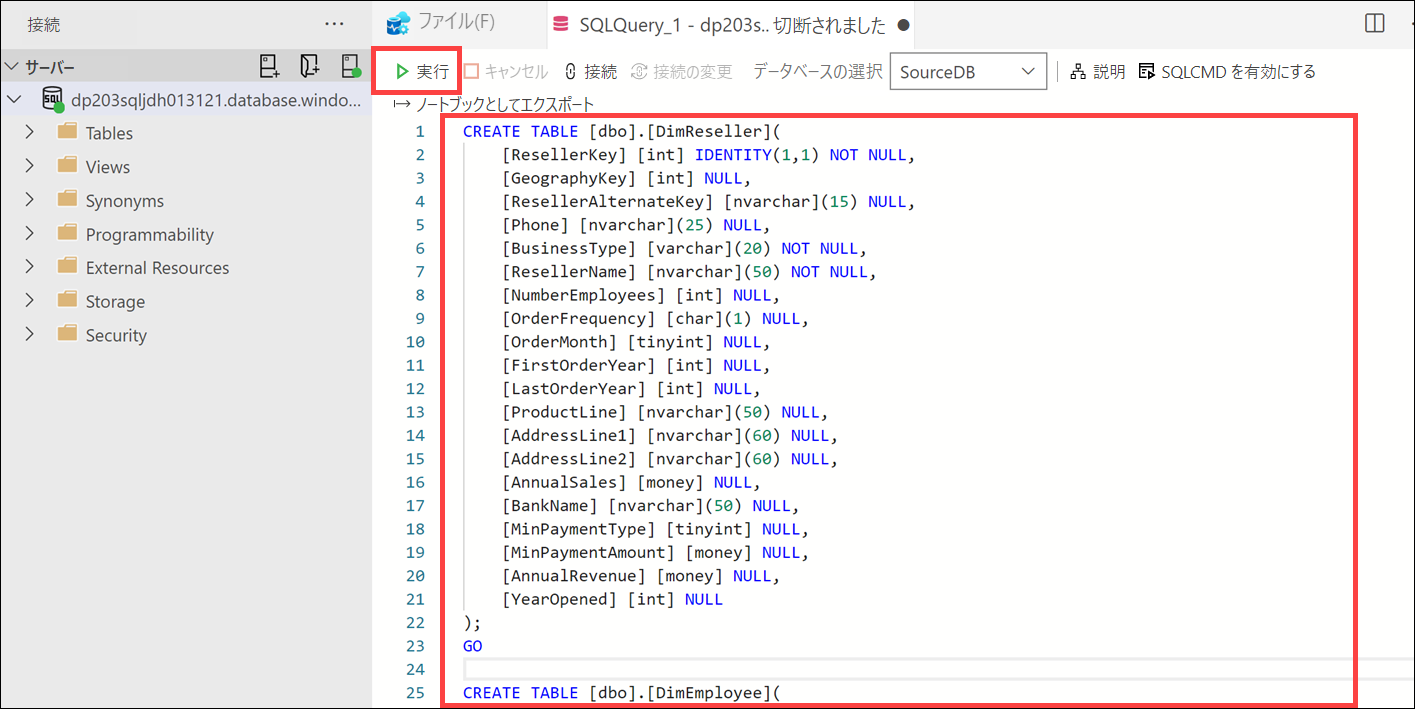 接続 ...
サーバー
dp203sqljdh013121.database.windo...
Tables
Views
Synonyms
Programmability
External Resources
Storage
Security
ファイル(F)
SQLQuery_1 - dp203s.. 切断されました ●
実行 キャンセル 接続 接続の変更 データベースの選択 SourceDB 説明 SQLCMD を有効にする
ノートブックとしてエクスポート
1 CREATE TABLE [dbo].[DimReseller](
2 [ResellerKey] [int] IDENTITY(1,1) NOT NULL,
3 [GeographyKey] [int] NULL,
4 [ResellerAlternateKey] [nvarchar](15) NULL,
5 [Phone] [nvarchar](25) NULL,
6 [BusinessType] [varchar](20) NOT NULL,
7 [ResellerName] [nvarchar](50) NOT NULL,
8 [NumberEmployees] [int] NULL,
9 [OrderFrequency] [char](1) NULL,
10 [OrderMonth] [tinyint] NULL,
11 [FirstOrderYear] [int] NULL,
12 [LastOrderYear] [int] NULL,
13 [ProductLine] [nvarchar](50) NULL,
14 [AddressLine1] [nvarchar](60) NULL,
15 [AddressLine2] [nvarchar](60) NULL,
16 [AnnualSales] [money] NULL,
17 [BankName] [nvarchar](50) NULL,
18 [MinPaymentType] [tinyint] NULL,
19 [MinPaymentAmount] [money] NULL,
20 [AnnualRevenue] [money] NULL,
21 [YearOpened] [int] NULL
22 );
23 GO
24
25 CREATE TABLE [dbo].[DimEmployee](